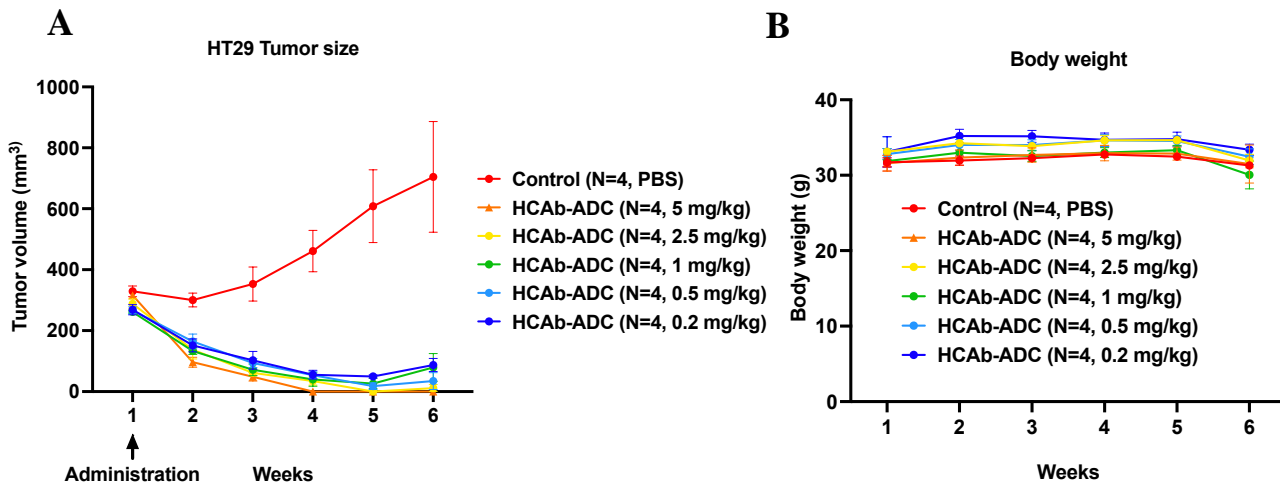 A
HT29 Tumor size
Tumor volume (mm³)
1000
800
600
400
200
0
1 2 3 4 5 6
Administration
Weeks
Control (N=4, PBS)
HCAb-ADC (N=4, 5 mg/kg)
HCAb-ADC (N=4, 2.5 mg/kg)
HCAb-ADC (N=4, 1 mg/kg)
HCAb-ADC (N=4, 0.5 mg/kg)
HCAb-ADC (N=4, 0.2 mg/kg)
B
Body weight
Body weight (g)
40
30
20
10
0
Control (N=4, PBS)
HCAb-ADC (N=4, 5 mg/kg)
HCAb-ADC (N=4, 2.5 mg/kg)
HCAb-ADC (N=4, 1 mg/kg)
HCAb-ADC (N=4, 0.5 mg/kg)
HCAb-ADC (N=4, 0.2 mg/kg)
1 2 3 4 5 6
Weeks